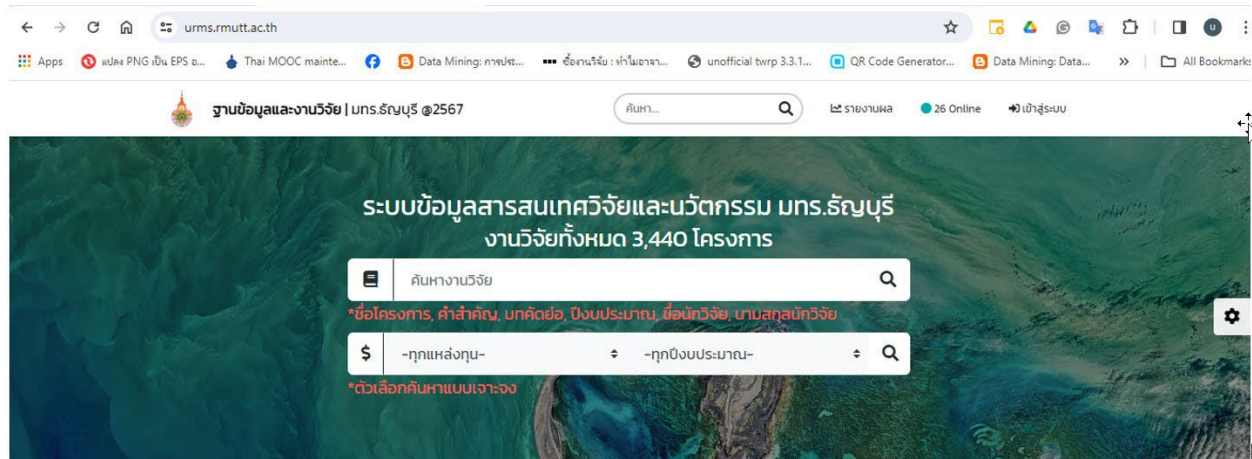 urms.rmutt.ac.th
Apps แปลง PNG เป็น EPS อ... Thai MOOC mainte... Data Mining: การประ... ชื่องานวิจัย : ทำไมอาจา... unofficial twrp 3.3.1... QR Code Generator... Data Mining: Data... » All Bookmarks
ฐานข้อมูลและงานวิจัย | มทร.ธัญบุรี @2567 ค้นหา... รายงานผล 26 Online เข้าสู่ระบบ
ระบบข้อมูลสารสนเทศวิจัยและนวัตกรรม มทร.ธัญบุรี
งานวิจัยทั้งหมด 3,440 โครงการ
ค้นหางานวิจัย
*ชื่อโครงการ, คำสำคัญ, บทคัดย่อ, ปีงบประมาณ, ชื่อนักวิจัย, นามสกุลนักวิจัย
$ -ทุกแหล่งทุน- -ทุกปีงบประมาณ-
*ตัวเลือกค้นหาแบบเจาะจง